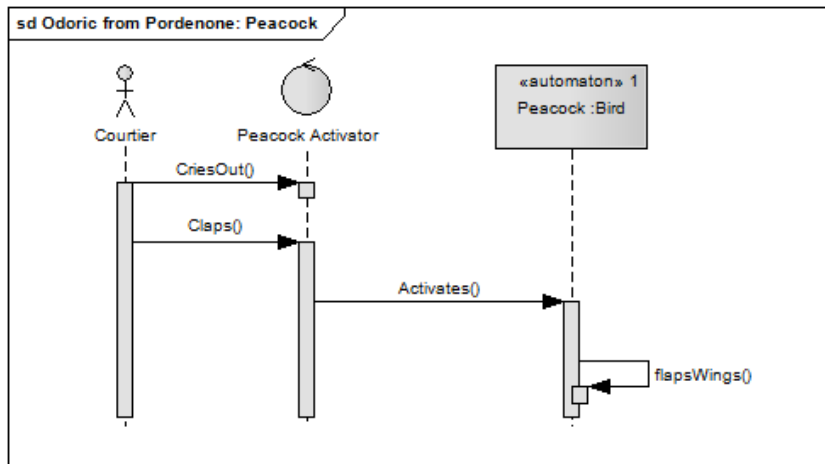 sd Odoric from Pordenone: Peacock
«automaton» 1
Peacock :Bird
Courtier
Peacock Activator
CriesOut()
Claps()
Activates()
flapsWings()